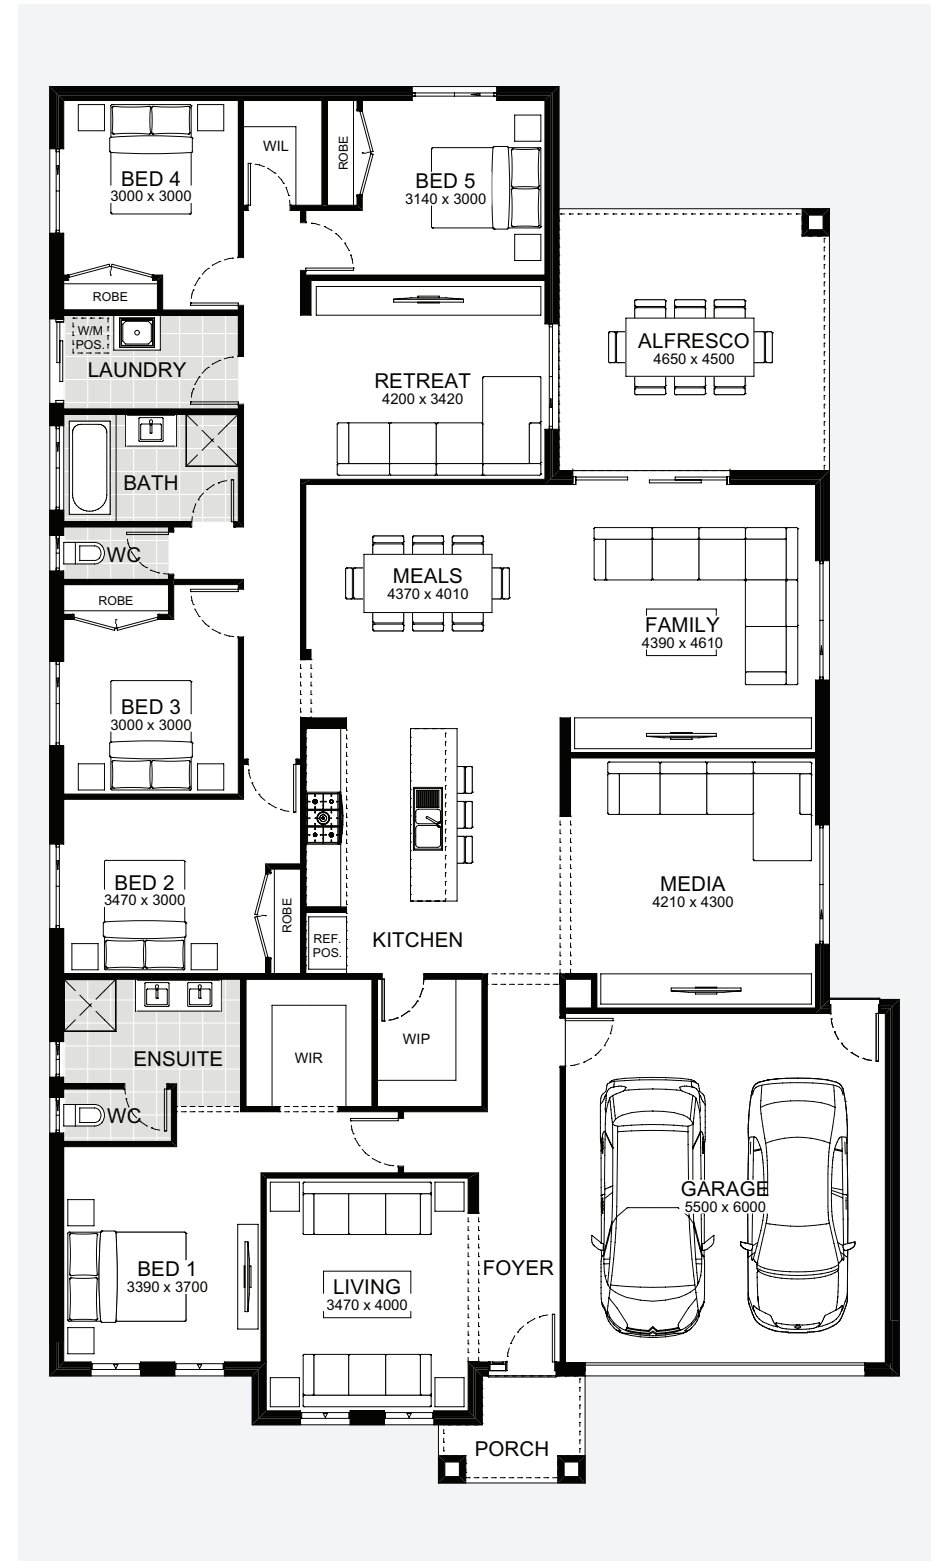 WIL
ROBE
BED 4
3000 x 3000
BED 5
3140 x 3000
ROBE
W/M
POS.
LAUNDRY
ALFRESCO
4650 x 4500
RETREAT
4200 x 3420
BATH
WC
MEALS
4370 x 4010
ROBE
FAMILY
4390 x 4610
BED 3
3000 x 3000
BED 2
3470 x 3000
MEDIA
4210 x 4300
ROBE
REF.
POS.
KITCHEN
ENSUITE
WIR
WIP
WC
GARAGE
5500 x 6000
BED 1
3390 x 3700
LIVING
3470 x 4000
FOYER
PORCH